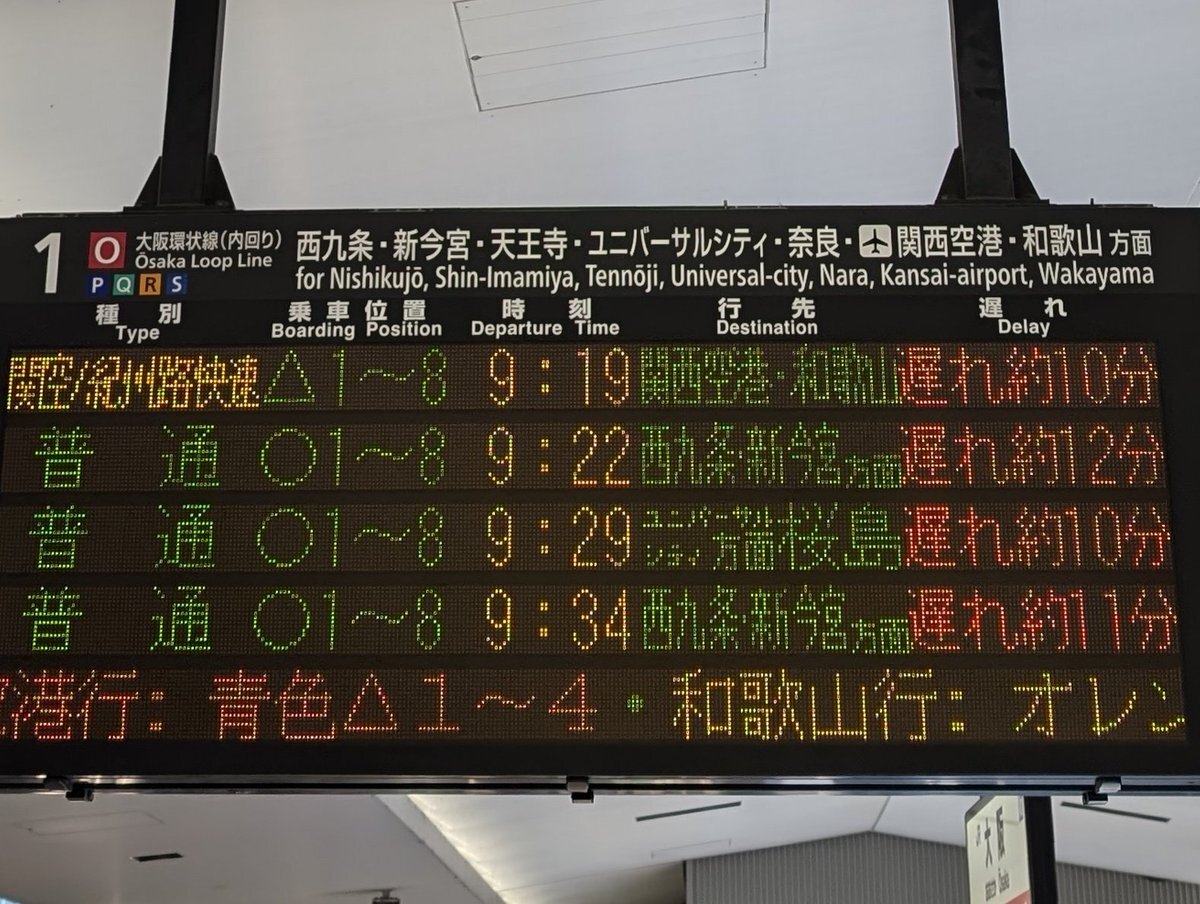 1 O 大阪環状線(内回り) 西九条・新今宮・天王寺・ユニバーサルシティ・奈良・関西空港・和歌山 方面
Ōsaka Loop Line for Nishikujō, Shin-Imamiya, Tennōji, Universal-city, Nara, Kansai-airport, Wakayama
P Q R S
種別 乗車位置 時刻 行先 遅れ
Type Boarding Position Departure Time Destination Delay
関空/紀州路快速 △1~8 9:19 関西空港・和歌山 遅れ約10分
普通 ○1~8 9:22 西九条・新今宮方面 遅れ約12分
普通 ○1~8 9:29 ユニバーサルシティ方面桜島 遅れ約10分
普通 ○1~8 9:34 西九条・新今宮方面 遅れ約11分
港行: 青色△1~4 * 和歌山行: オレン
大阪
Ōsaka